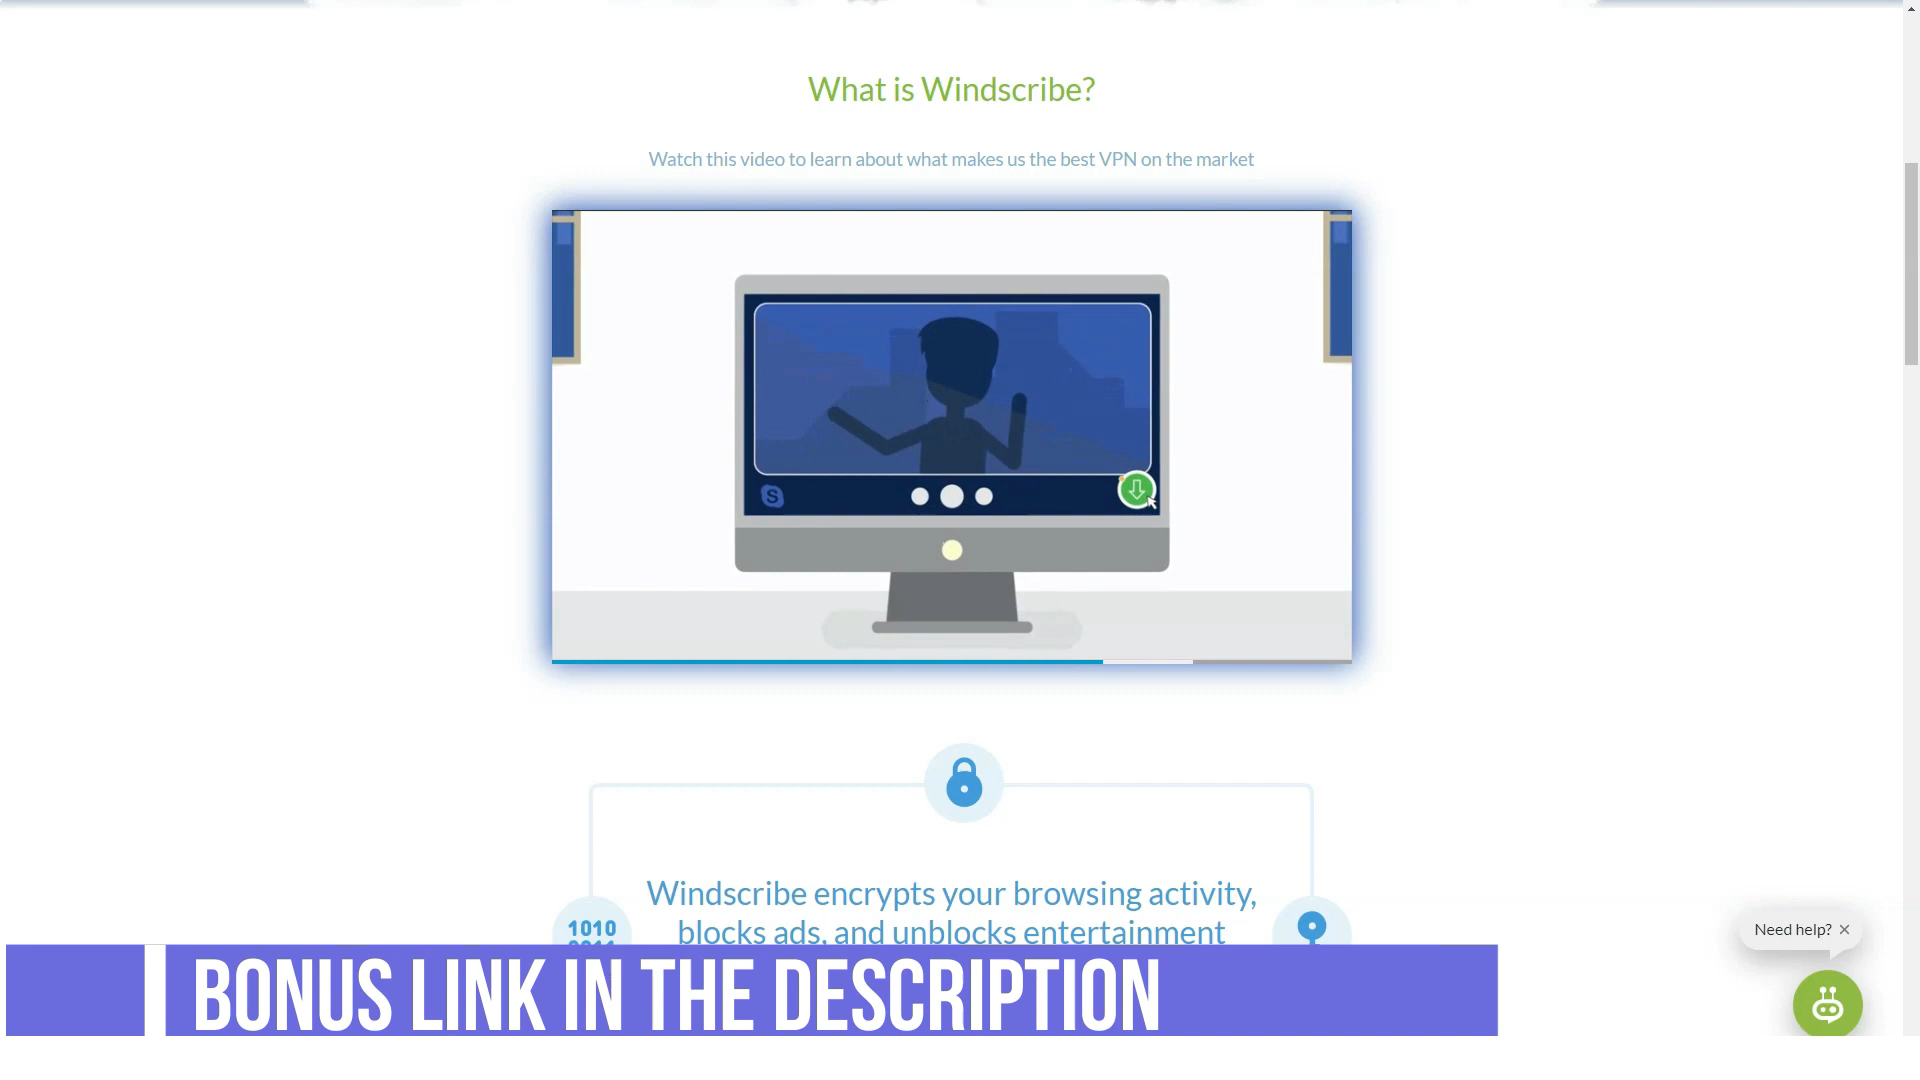 What is Windscribe?
Watch this video to learn about what makes us the best VPN on the market
S
Windscribe encrypts your browsing activity,
blocks ads, and unblocks entertainment
1010
Need help? ×
BONUS LINK IN THE DESCRIPTION